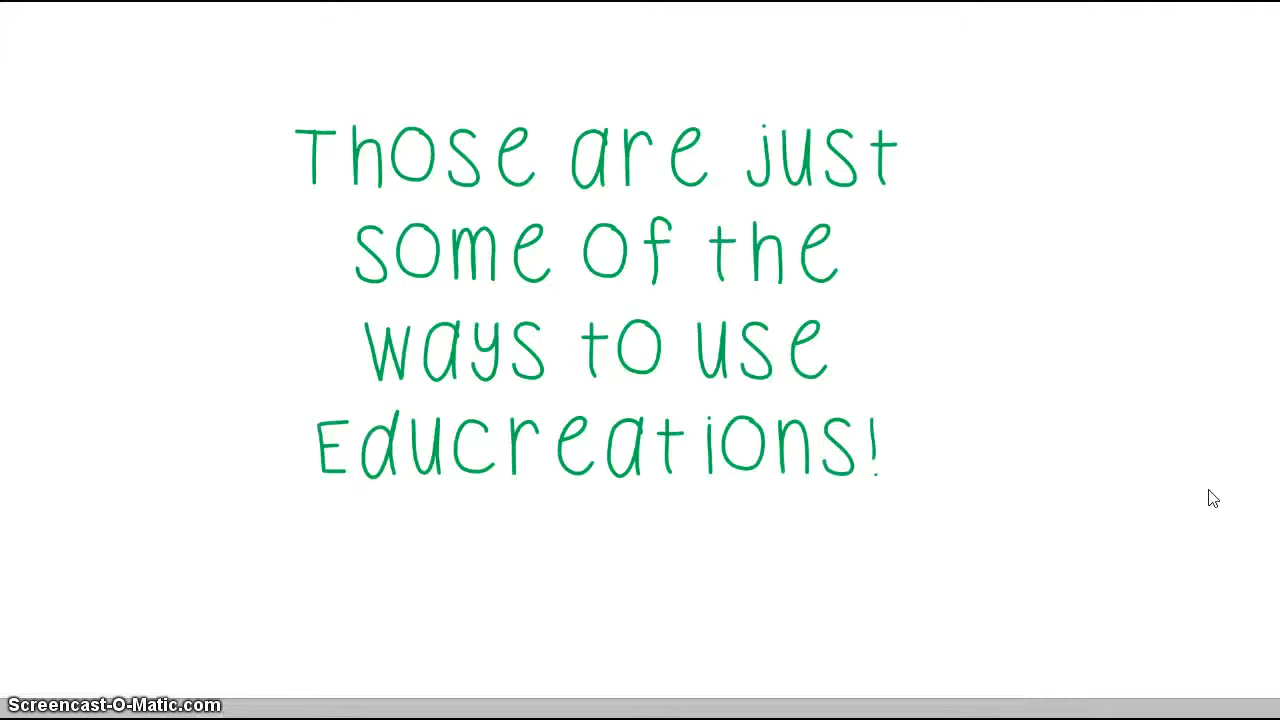 Those are just
some of the
ways to use
Educreations!
Screencast-O-Matic.com